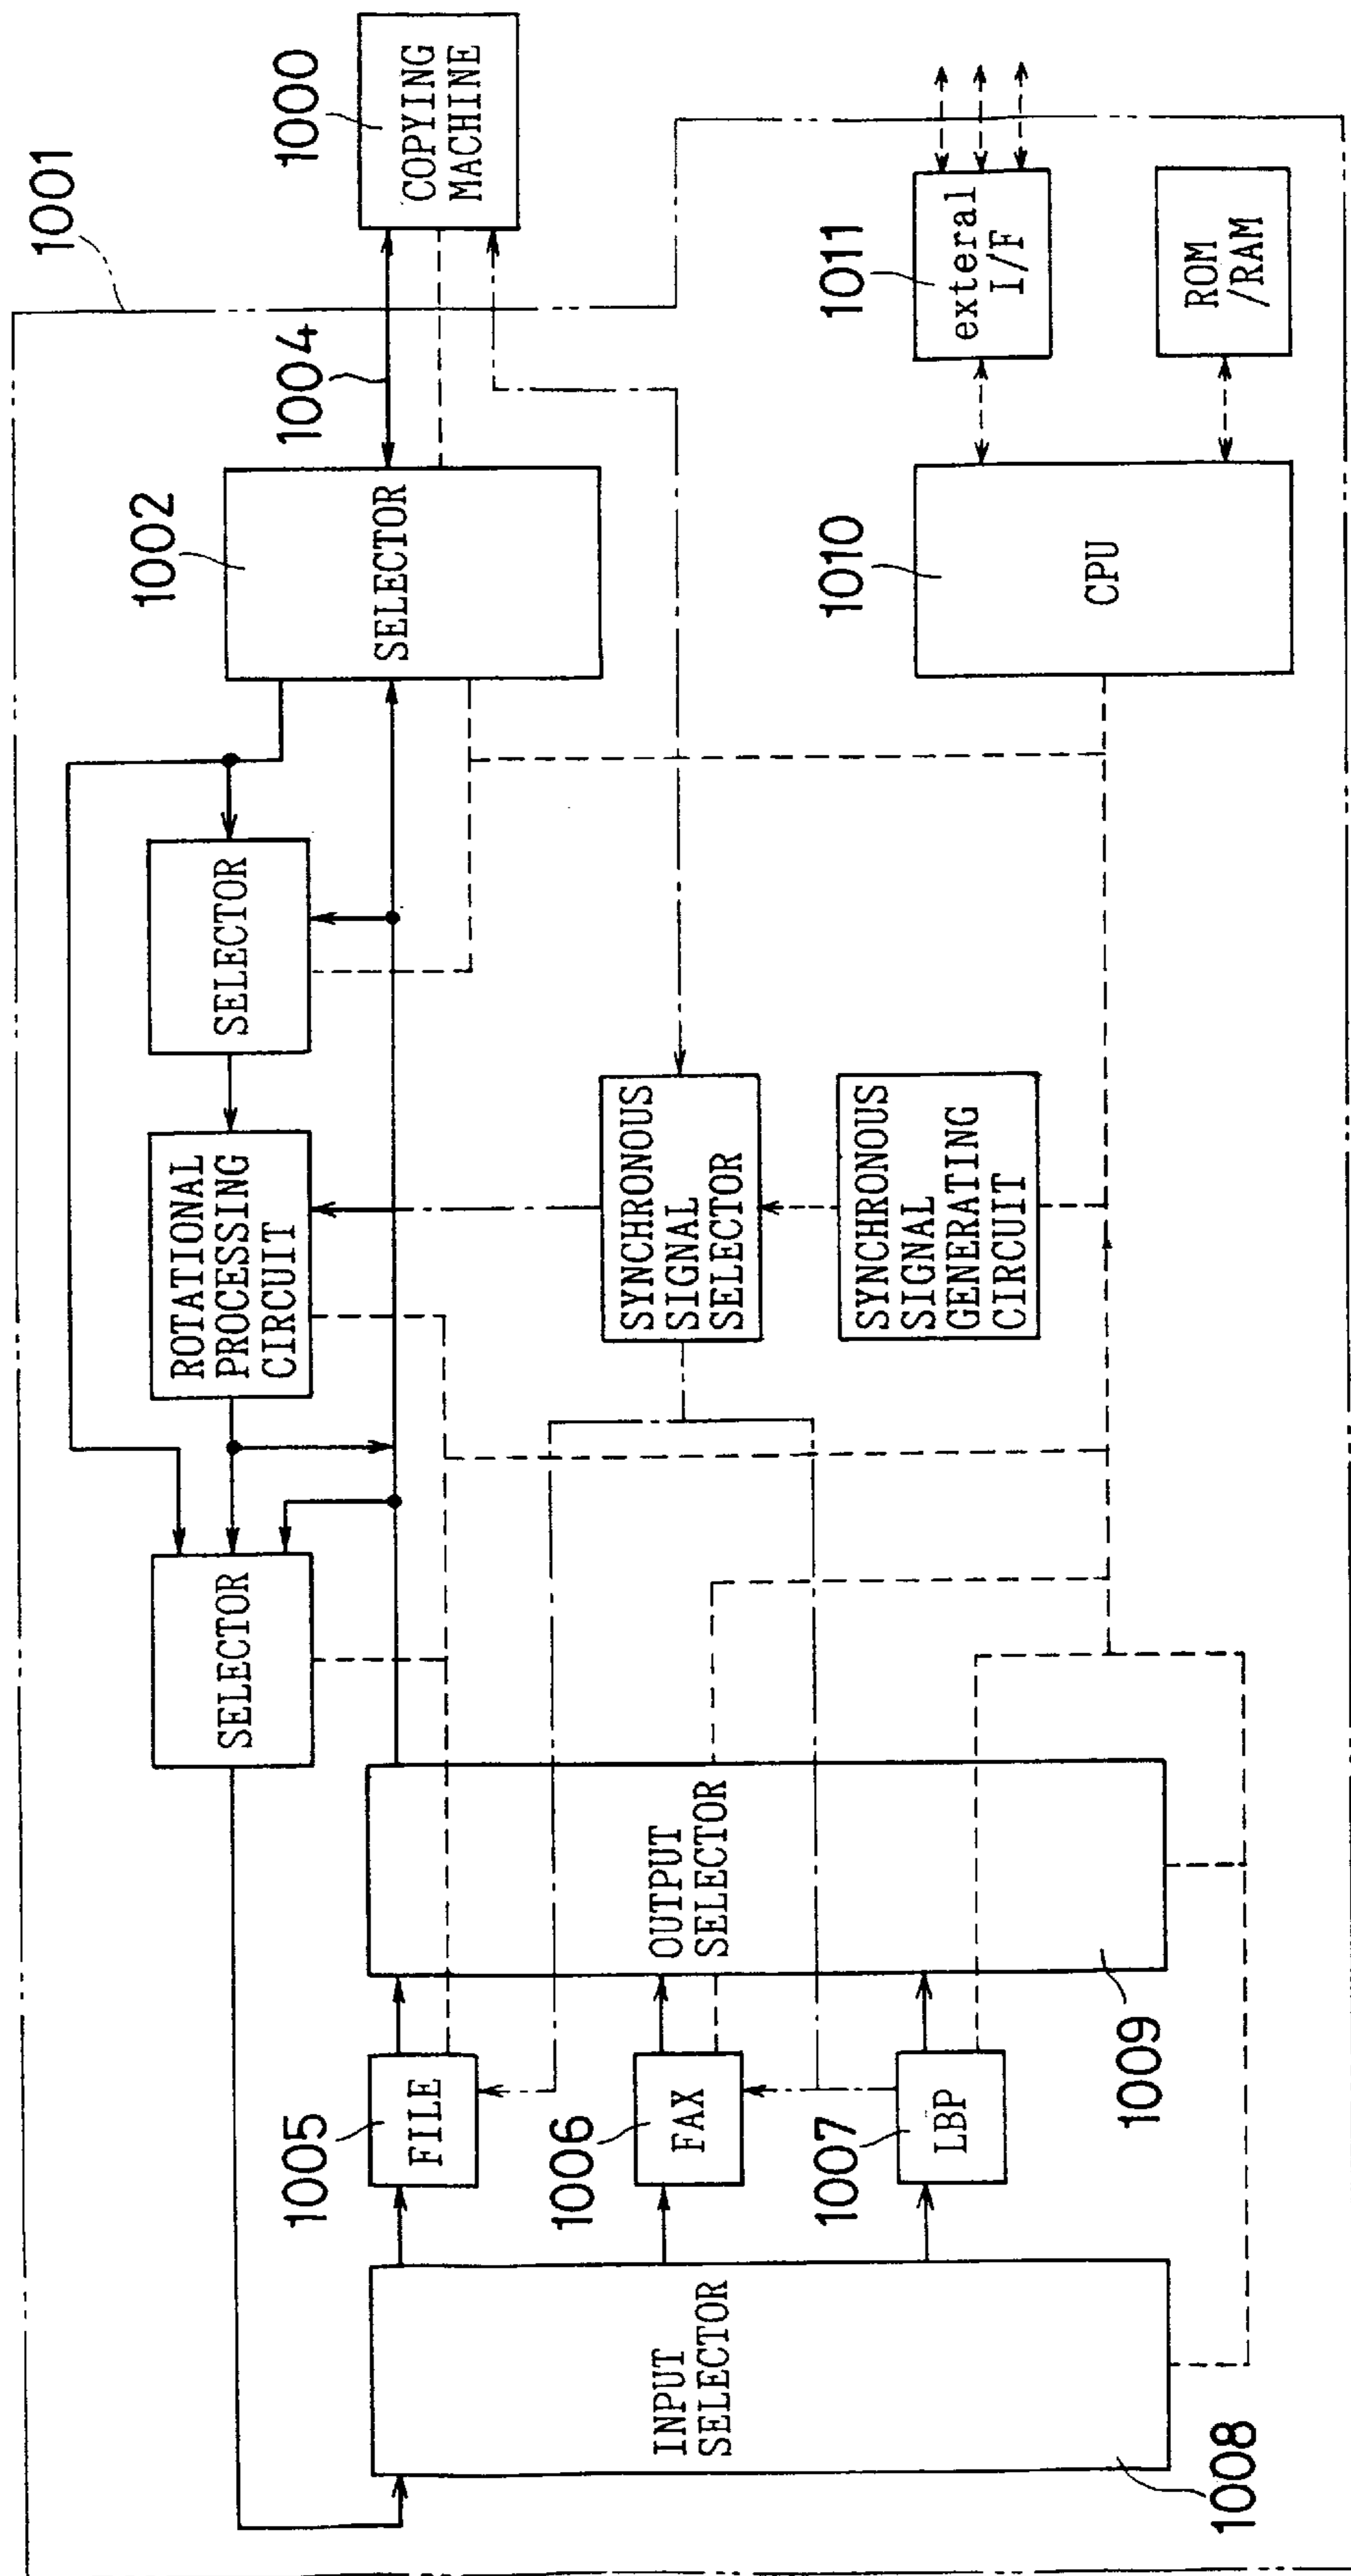 1001
1000
COPYING
MACHINE
1004
1002
SELECTOR
SELECTOR
ROTATIONAL
PROCESSING
CIRCUIT
SELECTOR
SYNCHRONOUS
SIGNAL
SELECTOR
SYNCHRONOUS
SIGNAL
GENERATING
CIRCUIT
1011
exteral
I/F
ROM
/RAM
1010
CPU
1005
FILE
1006
FAX
1007
LBP
OUTPUT
SELECTOR
1009
INPUT
SELECTOR
1008